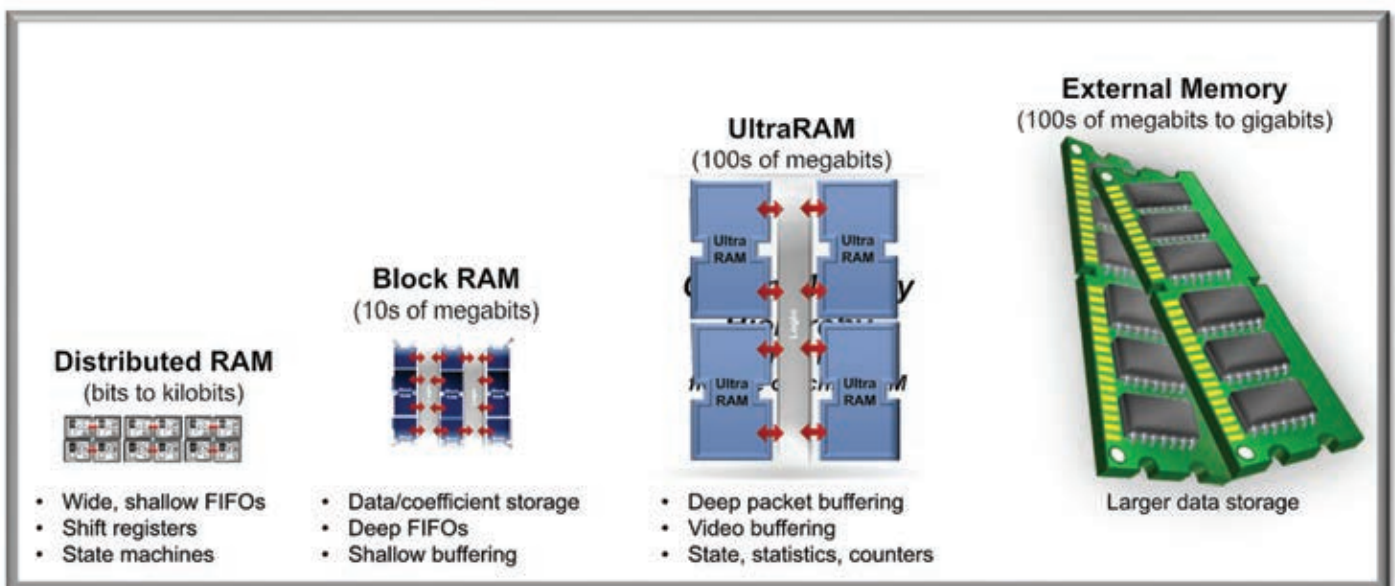 Distributed RAM
(bits to kilobits)
• Wide, shallow FIFOs
• Shift registers
• State machines
Block RAM
(10s of megabits)
• Data/coefficient storage
• Deep FIFOs
• Shallow buffering
UltraRAM
(100s of megabits)
Ultra
RAM
Ultra
RAM
Logic
Ultra
RAM
Ultra
RAM
• Deep packet buffering
• Video buffering
• State, statistics, counters
External Memory
(100s of megabits to gigabits)
Larger data storage